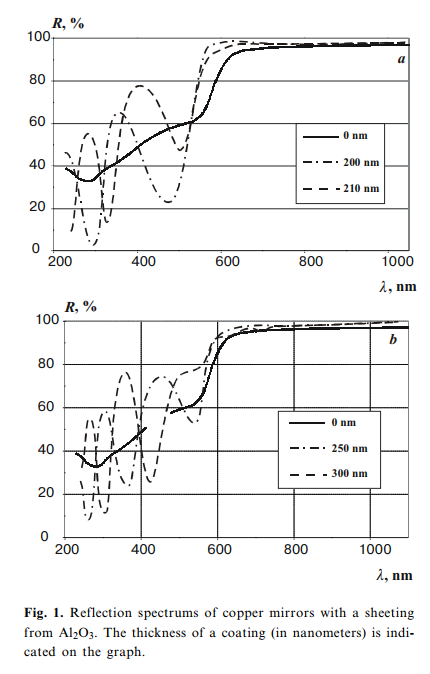 R, %
100
a
80
60
0 nm
200 nm
40
210 nm
20
0
200 400 600 800 1000
λ, nm
R, %
100
b
80
60
0 nm
40
250 nm
300 nm
20
0
200 400 600 800 1000
λ, nm
Fig. 1. Reflection spectrums of copper mirrors with a sheeting
from Al₂O₃. The thickness of a coating (in nanometers) is indi-
cated on the graph.